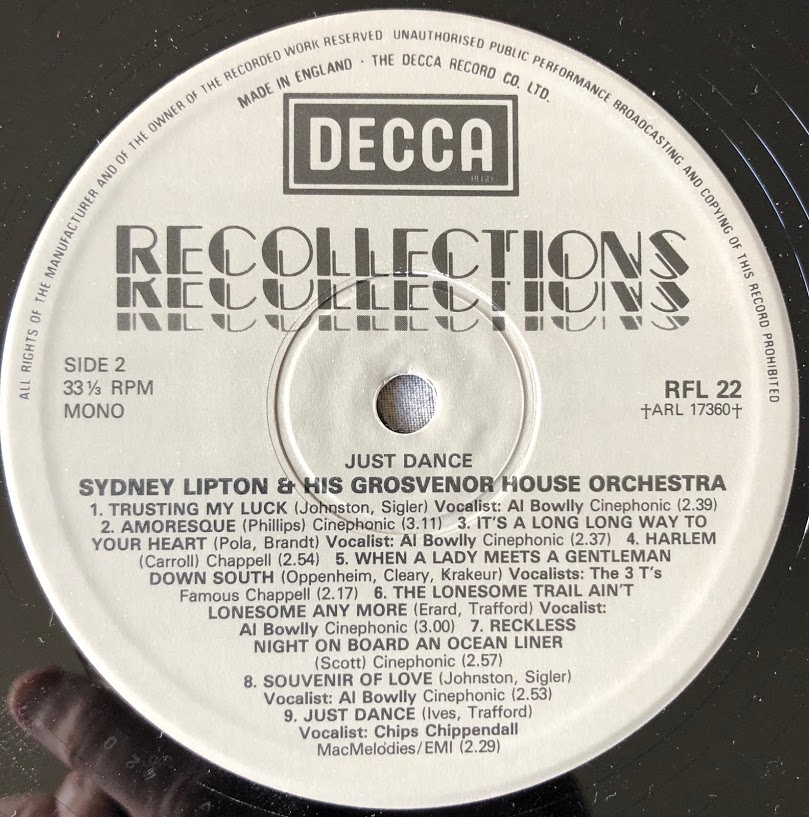 ALL RIGHTS OF THE MANUFACTURER AND OF THE OWNER OF THE RECORDED WORK RESERVED UNAUTHORISED PUBLIC PERFORMANCE BROADCASTING AND COPYING OF THIS RECORD PROHIBITED
MADE IN ENGLAND · THE DECCA RECORD CO. LTD.
DECCA
REGD.
RECOLLECTIONS
RECOLLECTIONS
RECOLLECTIONS
SIDE 2
33⅓ RPM
MONO
RFL 22
†ARL 17360†
JUST DANCE
SYDNEY LIPTON & HIS GROSVENOR HOUSE ORCHESTRA
1. TRUSTING MY LUCK (Johnston, Sigler) Vocalist: Al Bowlly Cinephonic (2.39)
2. AMORESQUE (Phillips) Cinephonic (3.11) 3. IT'S A LONG LONG WAY TO
YOUR HEART (Pola, Brandt) Vocalist: Al Bowlly Cinephonic (2.37) 4. HARLEM
(Carroll) Chappell (2.54) 5. WHEN A LADY MEETS A GENTLEMAN
DOWN SOUTH (Oppenheim, Cleary, Krakeur) Vocalists: The 3 T's
Famous Chappell (2.17) 6. THE LONESOME TRAIL AIN'T
LONESOME ANY MORE (Erard, Trafford) Vocalist:
Al Bowlly Cinephonic (3.00) 7. RECKLESS
NIGHT ON BOARD AN OCEAN LINER
(Scott) Cinephonic (2.57)
8. SOUVENIR OF LOVE (Johnston, Sigler)
Vocalist: Al Bowlly Cinephonic (2.53)
9. JUST DANCE (Ives, Trafford)
Vocalist: Chips Chippendall
MacMelodies/EMI (2.29)